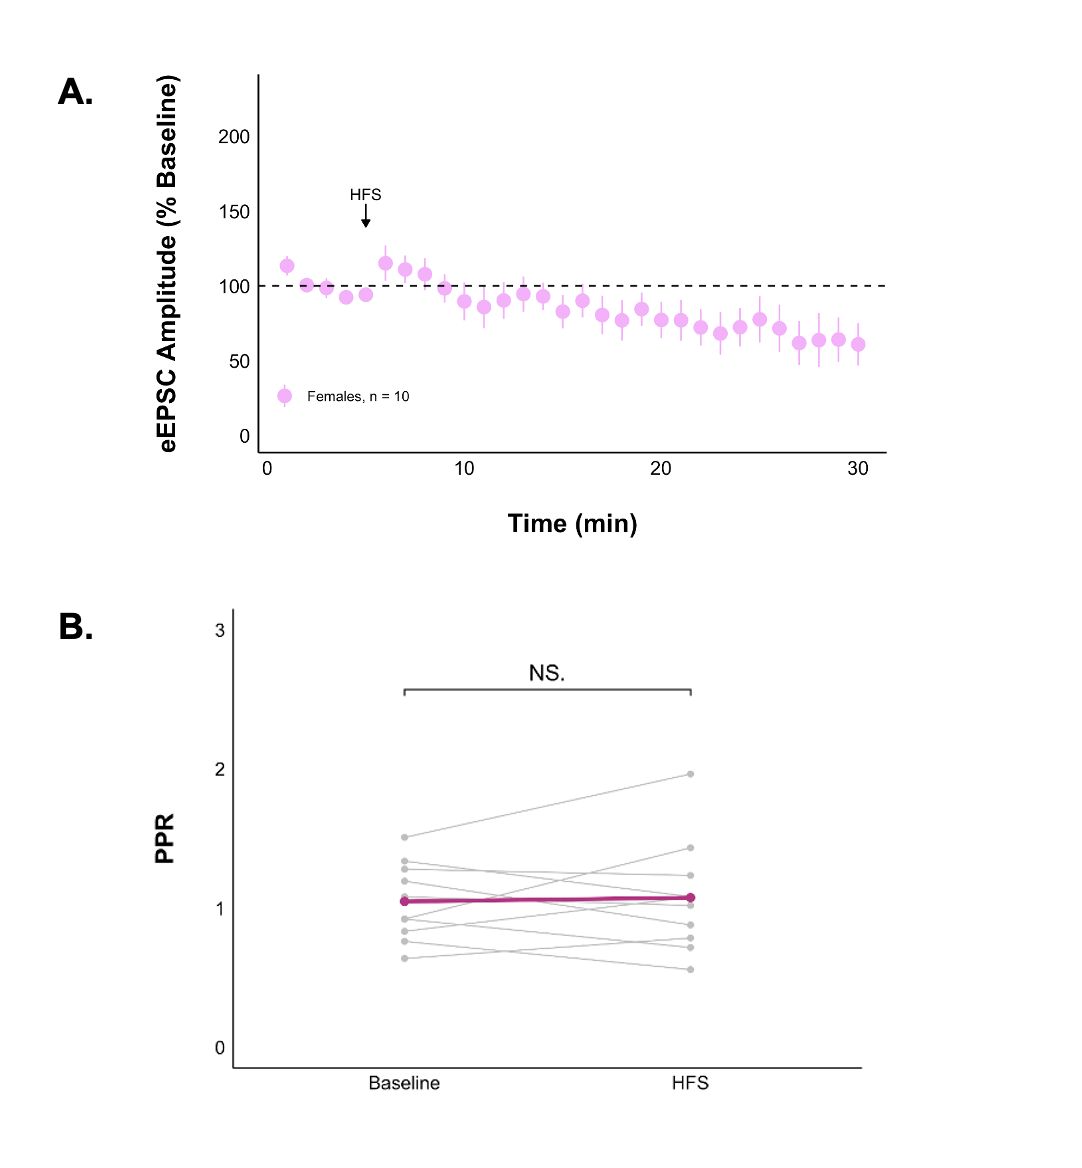 A.
eEPSC Amplitude (% Baseline)
200
150
100
50
0
HFS
Females, n = 10
0 10 20 30
Time (min)
B.
PPR
3
2
1
0
NS.
Baseline HFS